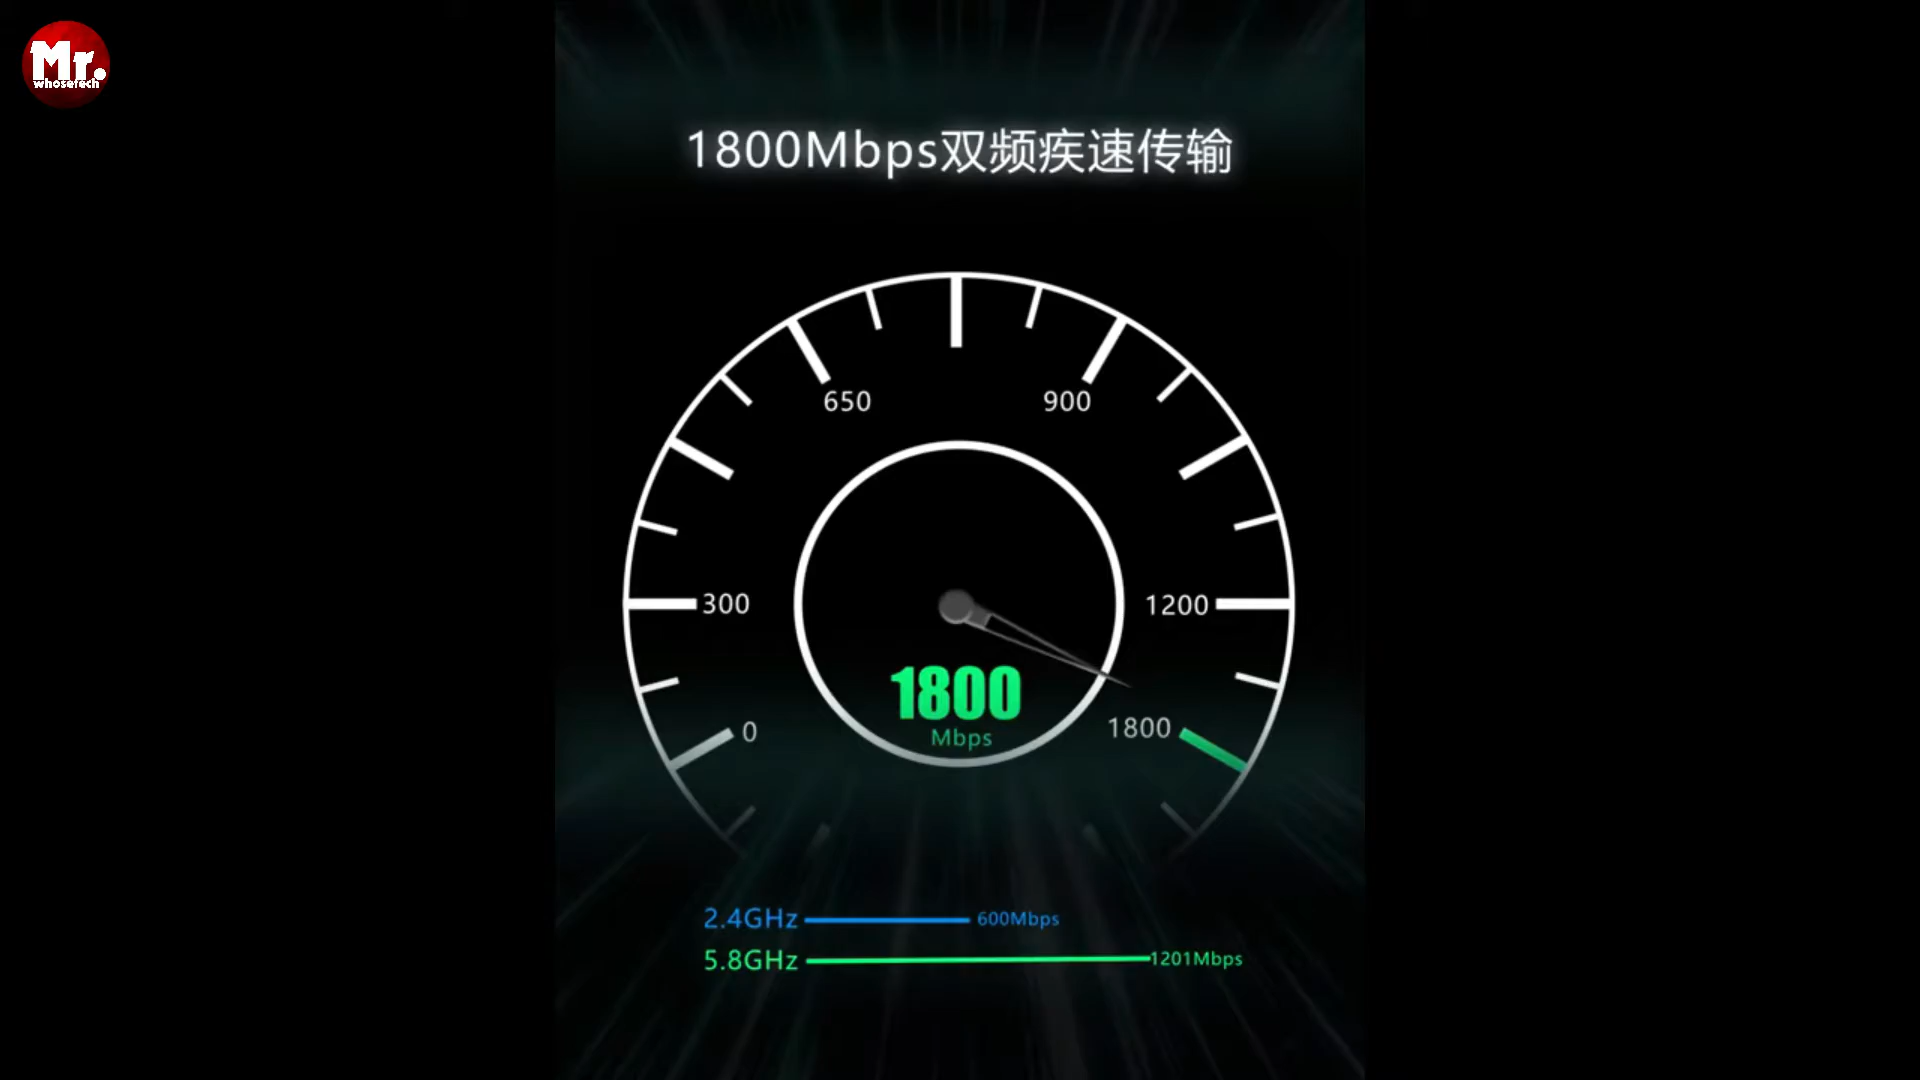 Mr.
whosetech
1800Mbps双频疾速传输
650
900
300
1200
0
1800
1800
Mbps
2.4GHz
600Mbps
5.8GHz
1201Mbps